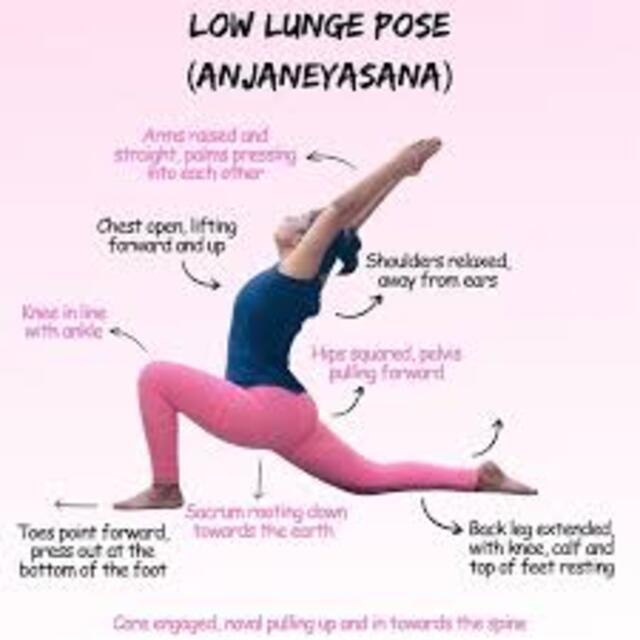 LOW LUNGE POSE
(ANJANEYASANA)
Arms raised and
straight, palms pressing
into each other
Chest open, lifting
forward and up
Shoulders relaxed,
away from ears
Knee in line
with ankle
Hips squared, pelvis
pulling forward
Sacrum rooting down
towards the earth
Toes point forward,
press out at the
bottom of the foot
Back leg extended,
with knee, calf and
top of feet resting
Core engaged, naval pulling up and in towards the spine